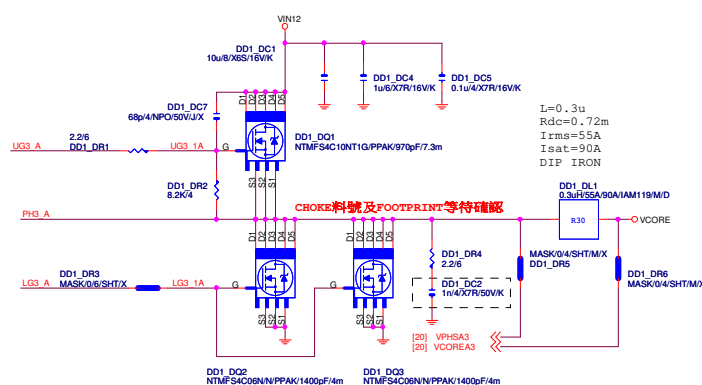 VIN12
DD1_DC1
10u/8/X6S/16V/K
DD1_DC4
1u/6/X7R/16V/K
DD1_DC5
0.1u/4/X7R/16V/K
DD1_DC7
68p/4/NPO/50V/J/X
D1
D2
D3
D4
D5
L=0.3u
Rdc=0.72m
Irms=55A
Isat=90A
DIP IRON
2.2/6
UG3_A
DD1_DR1
UG3_1A
G
DD1_DQ1
NTMFS4C10NT1G/PPAK/970pF/7.3m
S3
S2
S1
DD1_DR2
8.2K/4
DD1_DL1
0.3uH/55A/90A/IAM119/M/D
CHOKE料號及FOOTPRINT等待確認
PH3_A
R30
VCORE
D1
D2
D3
D4
D5
D1
D2
D3
D4
D5
DD1_DR4
2.2/6
MASK/0/4/SHT/M/X
DD1_DR5
DD1_DR3
MASK/0/6/SHT/X
LG3_A
LG3_1A
G
G
DD1_DC2
1n/4/X7R/50V/K
DD1_DR6
MASK/0/4/SHT/M/X
S3
S2
S1
S3
S2
S1
[20] VPHSA3
[20] VCOREA3
DD1_DQ2
NTMFS4C06N/N/PPAK/1400pF/4m
DD1_DQ3
NTMFS4C06N/N/PPAK/1400pF/4m